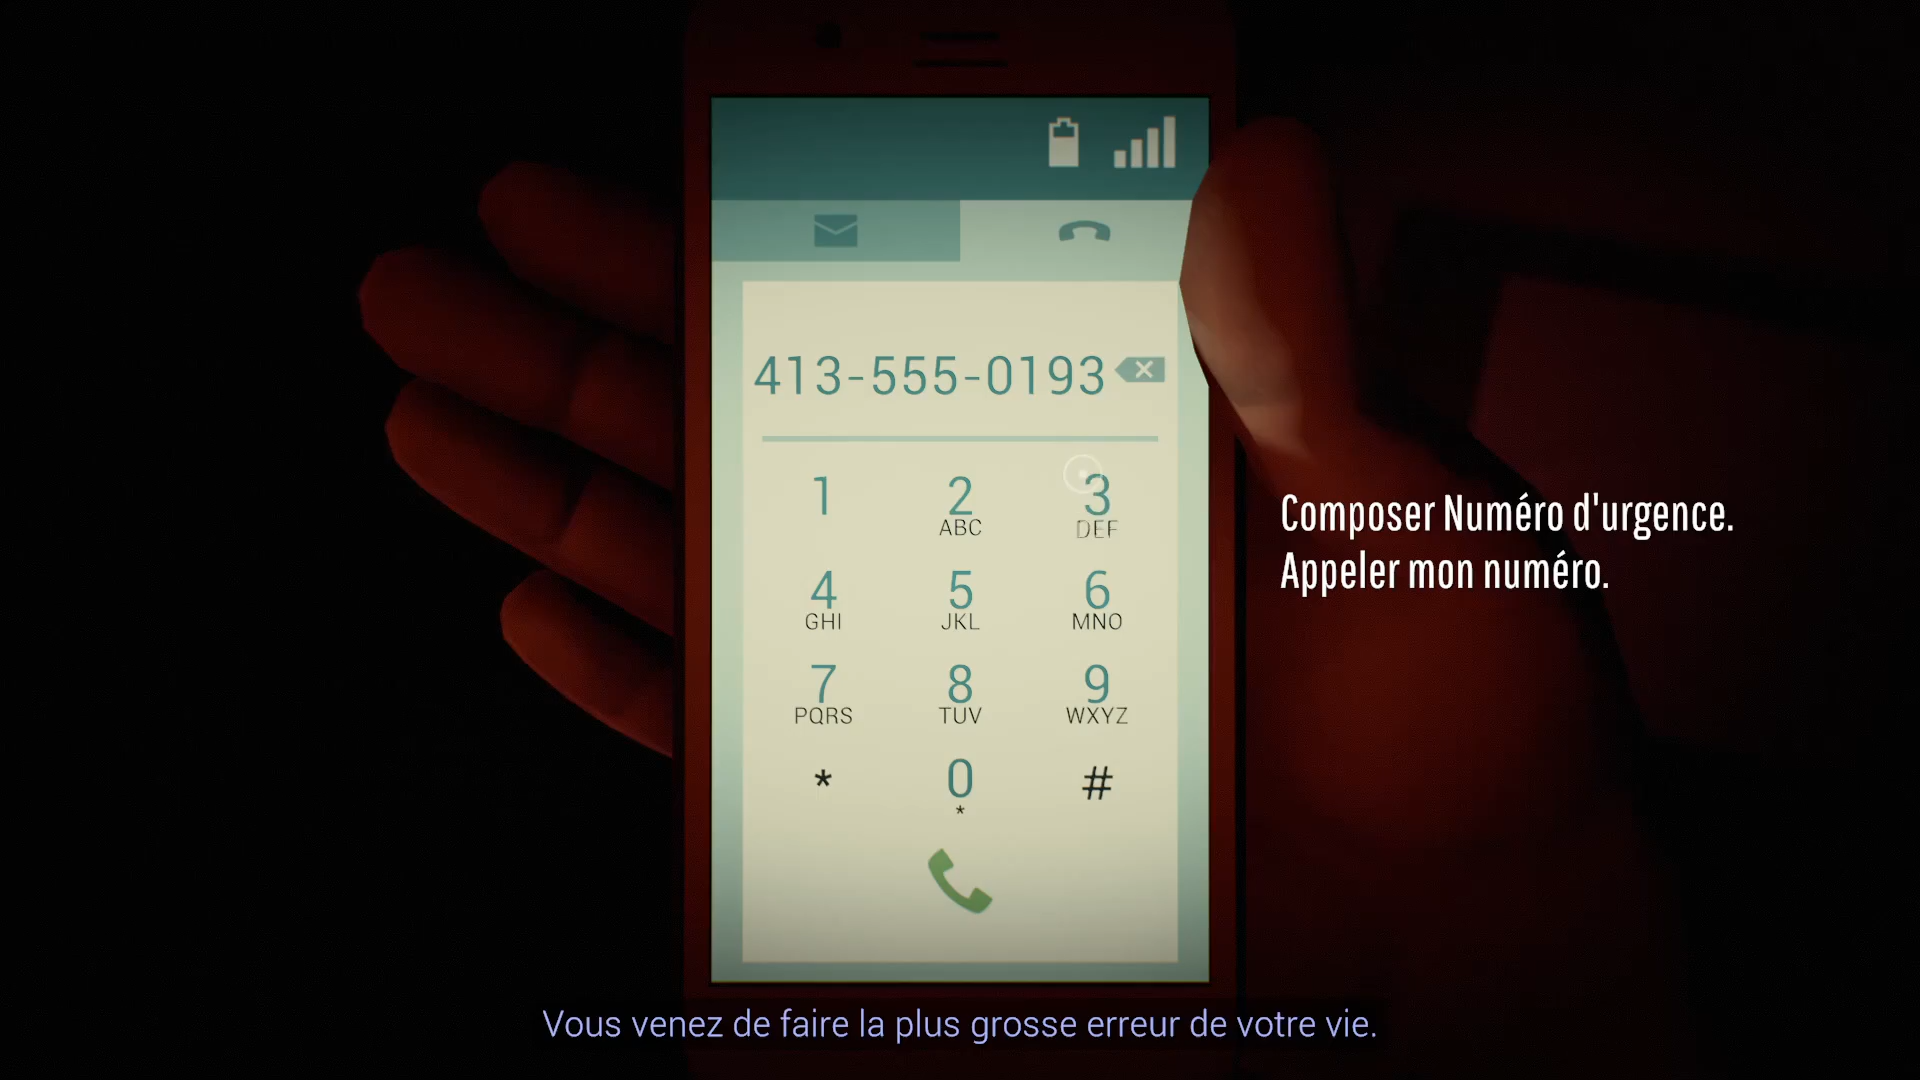 413-555-0193
1
2
3
ABC
DEF
4
5
6
GHI
JKL
MNO
7
8
9
PQRS
TUV
WXYZ
*
0
#
*
Composer Numéro d'urgence.
Appeler mon numéro.
Vous venez de faire la plus grosse erreur de votre vie.